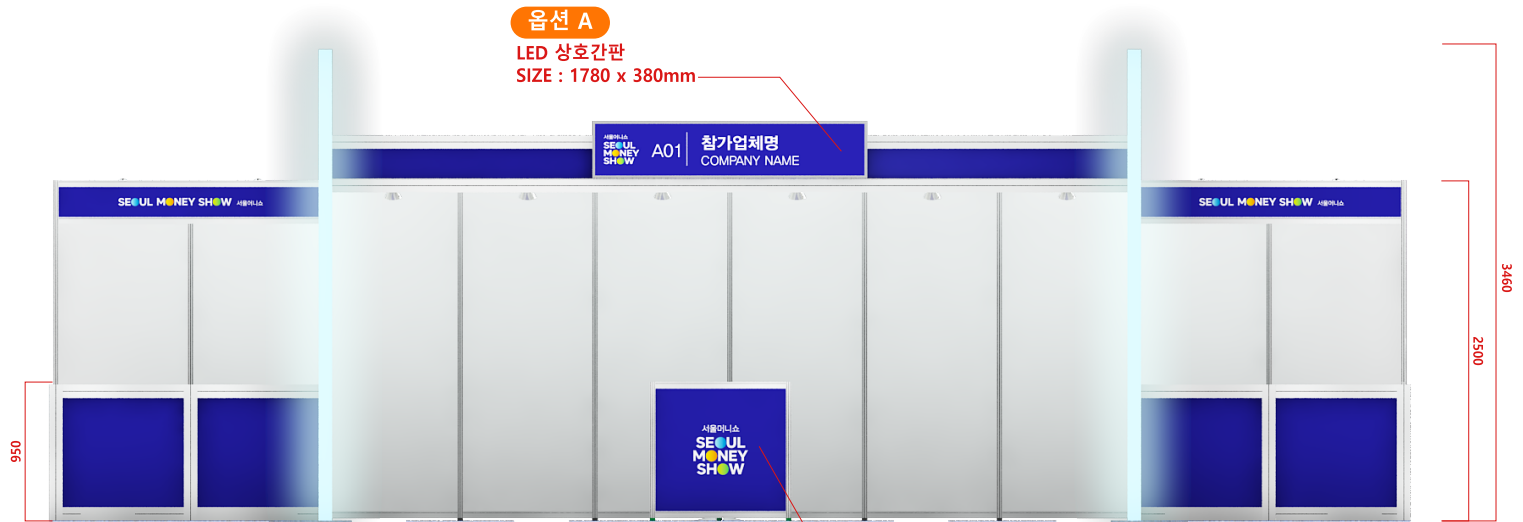 옵션 A
LED 상호간판
SIZE : 1780 x 380mm
서울머니쇼
SEOUL
MONEY
SHOW
A01
참가업체명
COMPANY NAME
SEOUL MONEY SHOW 서울머니쇼
SEOUL MONEY SHOW 서울머니쇼
3460
2500
950
서울머니쇼
SEOUL
MONEY
SHOW